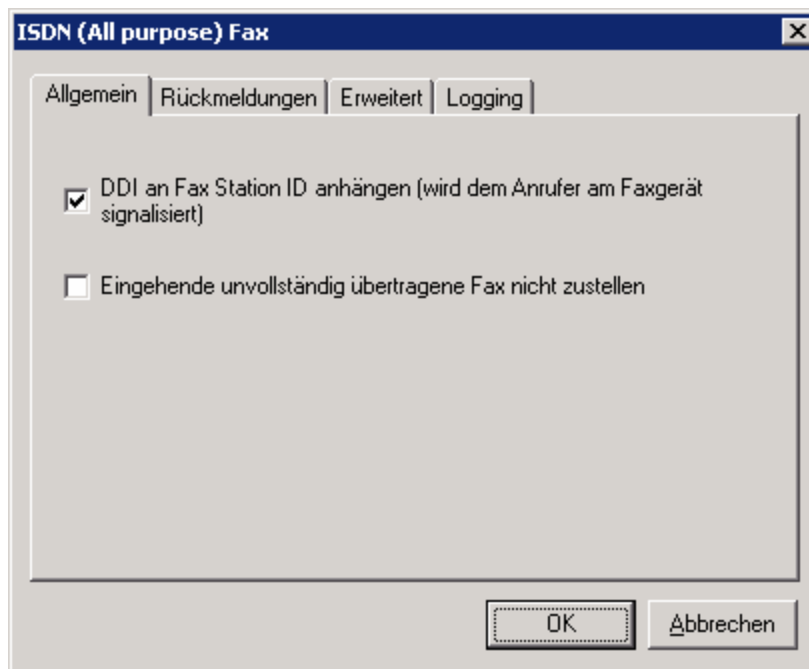 ISDN (All purpose) Fax
Allgemein Rückmeldungen Erweitert Logging
DDI an Fax Station ID anhängen (wird dem Anrufer am Faxgerät
signalisiert)
Eingehende unvollständig übertragene Fax nicht zustellen
OK Abbrechen